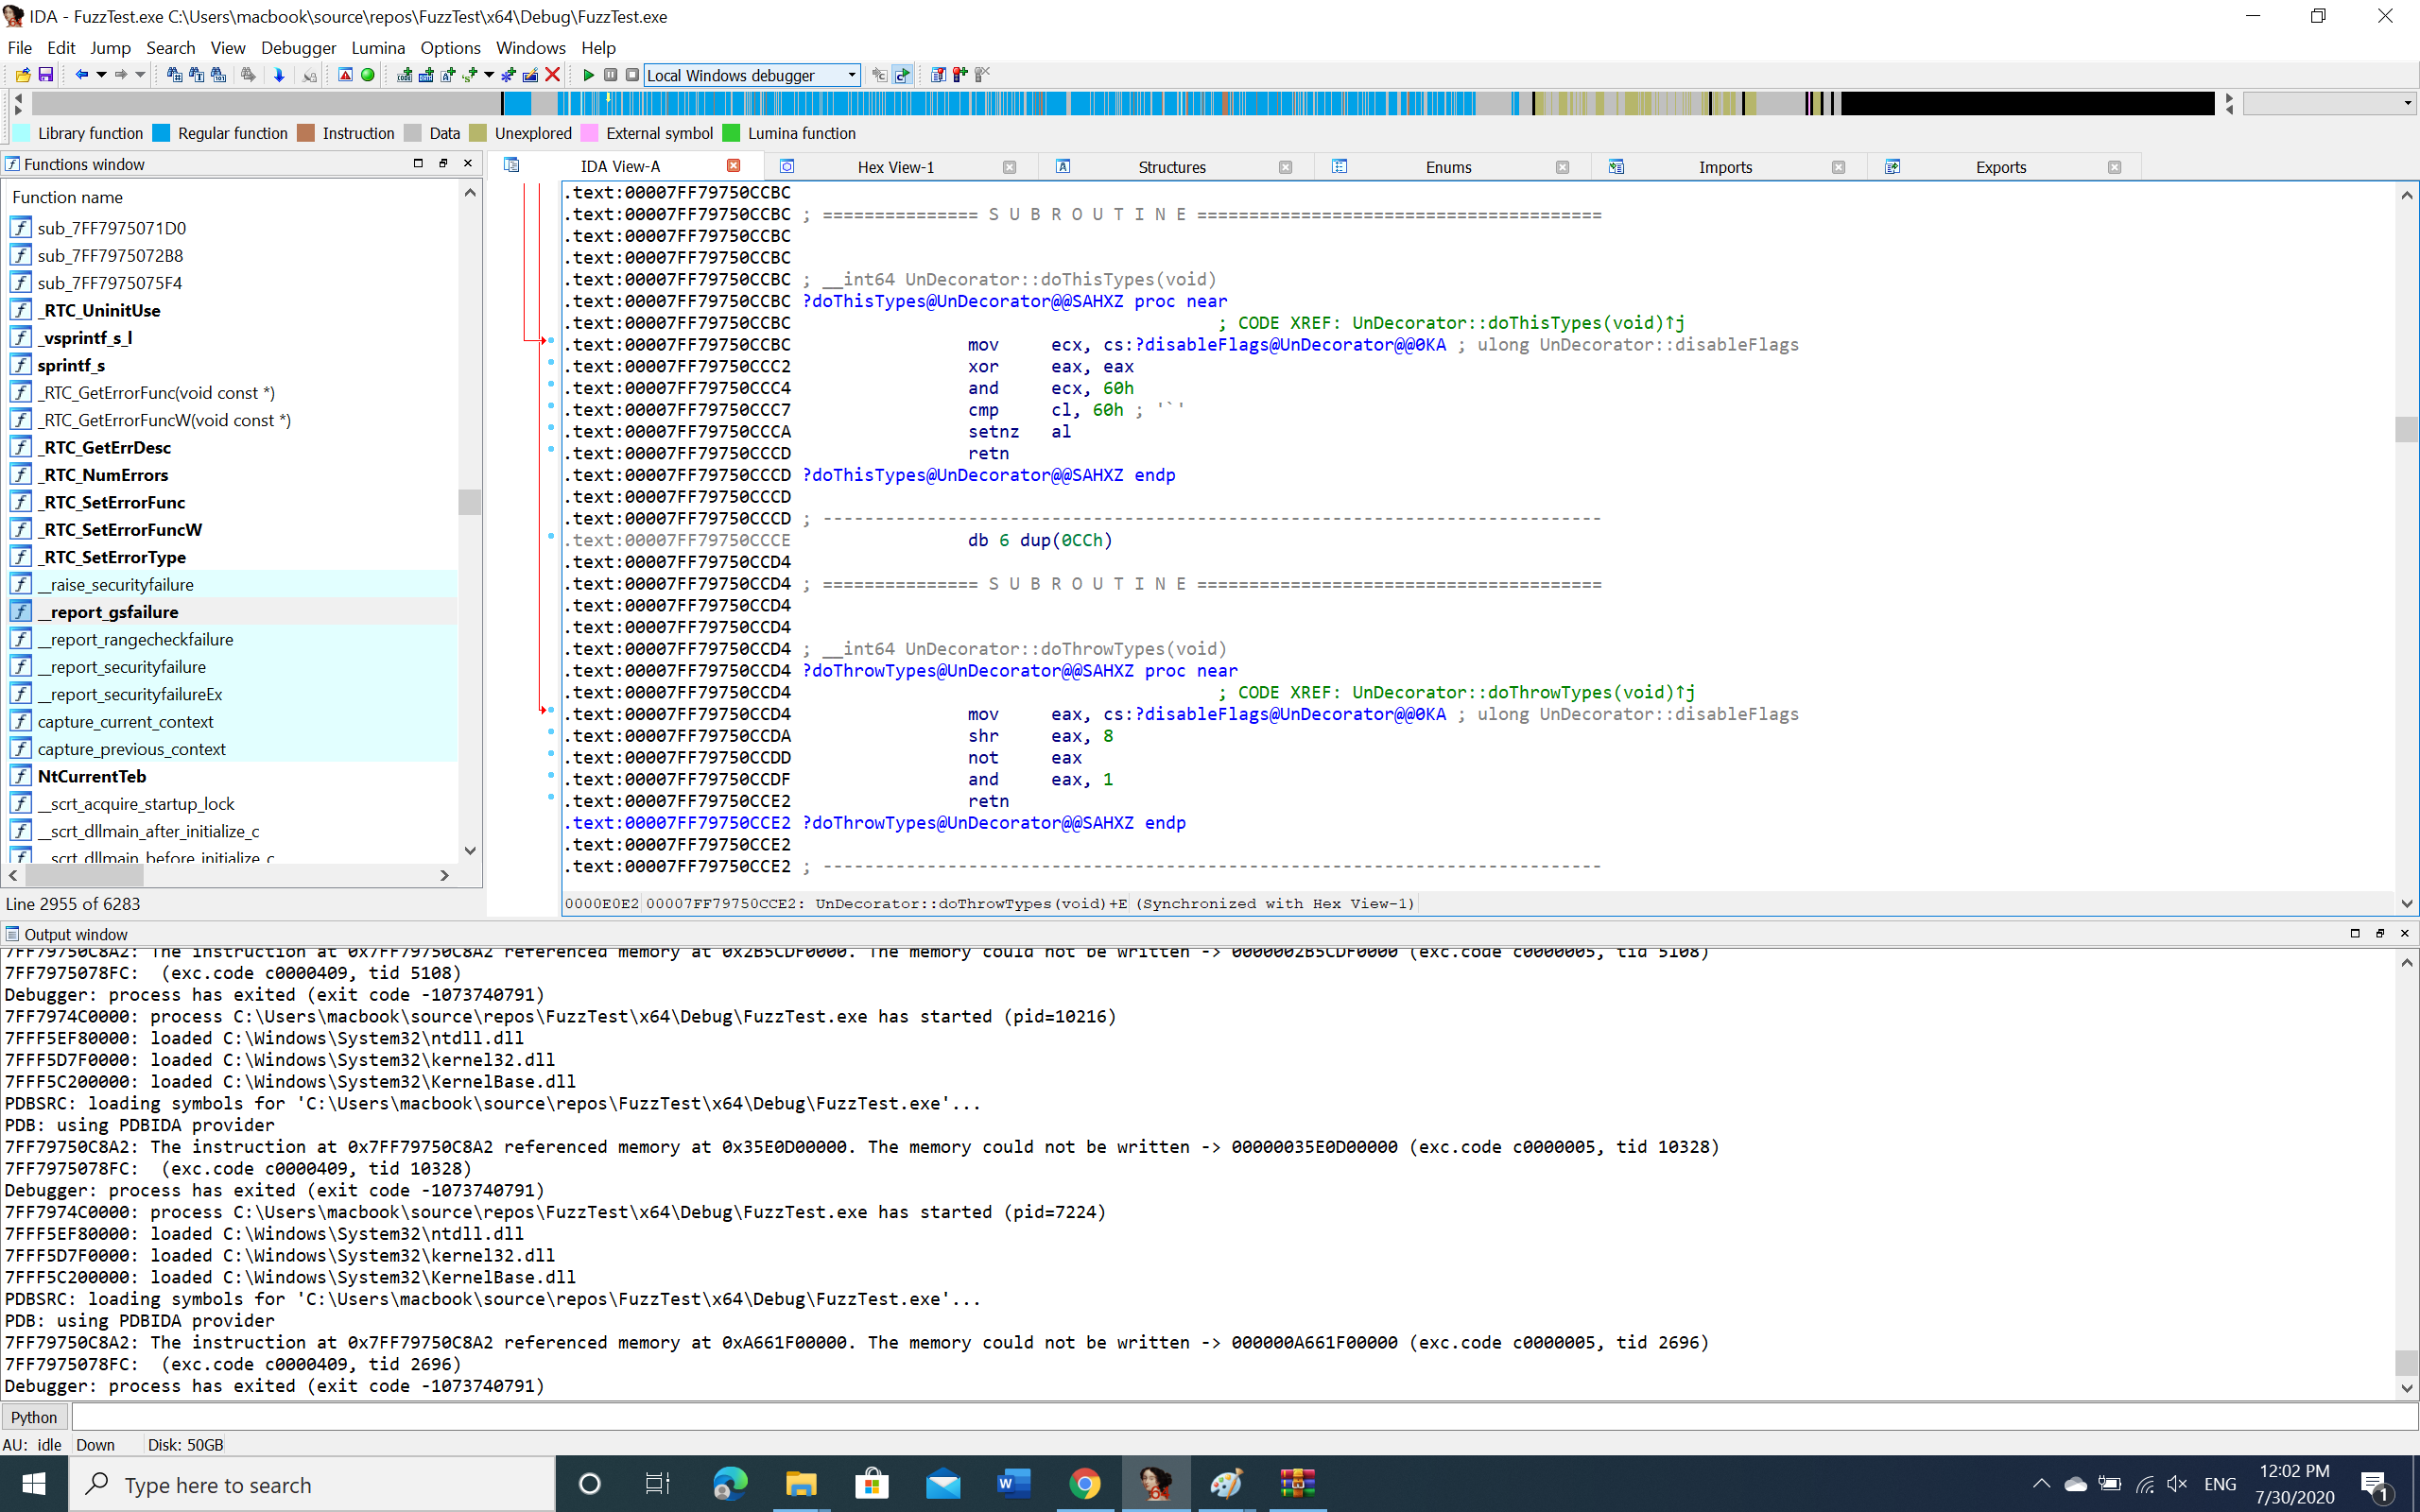 IDA - FuzzTest.exe C:\Users\macbook\source\repos\FuzzTest\x64\Debug\FuzzTest.exe
File Edit Jump Search View Debugger Lumina Options Windows Help
Local Windows debugger
Library function Regular function Instruction Data Unexplored External symbol Lumina function
Functions window
Function name
sub_7FF7975071D0
sub_7FF7975072B8
sub_7FF7975075F4
_RTC_UninitUse
_vsprintf_s_l
sprintf_s
_RTC_GetErrorFunc(void const *)
_RTC_GetErrorFuncW(void const *)
_RTC_GetErrDesc
_RTC_NumErrors
_RTC_SetErrorFunc
_RTC_SetErrorFuncW
_RTC_SetErrorType
__raise_securityfailure
__report_gsfailure
__report_rangecheckfailure
__report_securityfailure
__report_securityfailureEx
capture_current_context
capture_previous_context
NtCurrentTeb
__scrt_acquire_startup_lock
__scrt_dllmain_after_initialize_c
__scrt_dllmain_before_initialize_c
Line 2955 of 6283
IDA View-A Hex View-1 Structures Enums Imports Exports
.text:00007FF79750CCBC
.text:00007FF79750CCBC ; =============== S U B R O U T I N E =======================================
.text:00007FF79750CCBC
.text:00007FF79750CCBC
.text:00007FF79750CCBC ; __int64 UnDecorator::doThisTypes(void)
.text:00007FF79750CCBC ?doThisTypes@UnDecorator@@SAHXZ proc near
.text:00007FF79750CCBC ; CODE XREF: UnDecorator::doThisTypes(void)↑j
.text:00007FF79750CCBC mov ecx, cs:?disableFlags@UnDecorator@@0KA ; ulong UnDecorator::disableFlags
.text:00007FF79750CCC2 xor eax, eax
.text:00007FF79750CCC4 and ecx, 60h
.text:00007FF79750CCC7 cmp cl, 60h ; '`'
.text:00007FF79750CCCA setnz al
.text:00007FF79750CCCD retn
.text:00007FF79750CCCD ?doThisTypes@UnDecorator@@SAHXZ endp
.text:00007FF79750CCCD
.text:00007FF79750CCCD ; ---------------------------------------------------------------------------
.text:00007FF79750CCCE db 6 dup(0CCh)
.text:00007FF79750CCD4
.text:00007FF79750CCD4 ; =============== S U B R O U T I N E =======================================
.text:00007FF79750CCD4
.text:00007FF79750CCD4
.text:00007FF79750CCD4 ; __int64 UnDecorator::doThrowTypes(void)
.text:00007FF79750CCD4 ?doThrowTypes@UnDecorator@@SAHXZ proc near
.text:00007FF79750CCD4 ; CODE XREF: UnDecorator::doThrowTypes(void)↑j
.text:00007FF79750CCD4 mov eax, cs:?disableFlags@UnDecorator@@0KA ; ulong UnDecorator::disableFlags
.text:00007FF79750CCDA shr eax, 8
.text:00007FF79750CCDD not eax
.text:00007FF79750CCDF and eax, 1
.text:00007FF79750CCE2 retn
.text:00007FF79750CCE2 ?doThrowTypes@UnDecorator@@SAHXZ endp
.text:00007FF79750CCE2
.text:00007FF79750CCE2 ; ---------------------------------------------------------------------------
0000E0E2 00007FF79750CCE2: UnDecorator::doThrowTypes(void)+E (Synchronized with Hex View-1)
Output window
7FF79750C8A2: The instruction at 0x7FF79750C8A2 referenced memory at 0x2B5CDF0000. The memory could not be written -> 0000002B5CDF0000 (exc.code c0000005, tid 5108)
7FF7975078FC: (exc.code c0000409, tid 5108)
Debugger: process has exited (exit code -1073740791)
7FF7974C0000: process C:\Users\macbook\source\repos\FuzzTest\x64\Debug\FuzzTest.exe has started (pid=10216)
7FFF5EF80000: loaded C:\Windows\System32\ntdll.dll
7FFF5D7F0000: loaded C:\Windows\System32\kernel32.dll
7FFF5C200000: loaded C:\Windows\System32\KernelBase.dll
PDBSRC: loading symbols for 'C:\Users\macbook\source\repos\FuzzTest\x64\Debug\FuzzTest.exe'...
PDB: using PDBIDA provider
7FF79750C8A2: The instruction at 0x7FF79750C8A2 referenced memory at 0x35E0D00000. The memory could not be written -> 00000035E0D00000 (exc.code c0000005, tid 10328)
7FF7975078FC: (exc.code c0000409, tid 10328)
Debugger: process has exited (exit code -1073740791)
7FF7974C0000: process C:\Users\macbook\source\repos\FuzzTest\x64\Debug\FuzzTest.exe has started (pid=7224)
7FFF5EF80000: loaded C:\Windows\System32\ntdll.dll
7FFF5D7F0000: loaded C:\Windows\System32\kernel32.dll
7FFF5C200000: loaded C:\Windows\System32\KernelBase.dll
PDBSRC: loading symbols for 'C:\Users\macbook\source\repos\FuzzTest\x64\Debug\FuzzTest.exe'...
PDB: using PDBIDA provider
7FF79750C8A2: The instruction at 0x7FF79750C8A2 referenced memory at 0xA661F00000. The memory could not be written -> 000000A661F00000 (exc.code c0000005, tid 2696)
7FF7975078FC: (exc.code c0000409, tid 2696)
Debugger: process has exited (exit code -1073740791)
Python
AU: idle Down Disk: 50GB
Type here to search
ENG
12:02 PM
7/30/2020
1